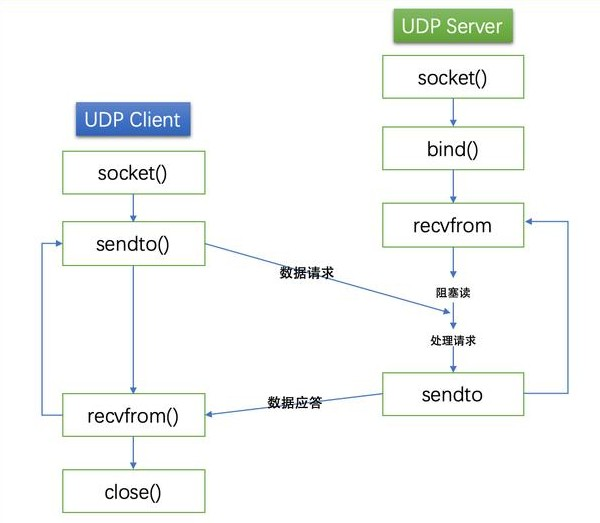 UDP Server
socket()
bind()
recvfrom
阻塞读
处理请求
sendto
UDP Client
socket()
sendto()
数据请求
数据应答
recvfrom()
close()